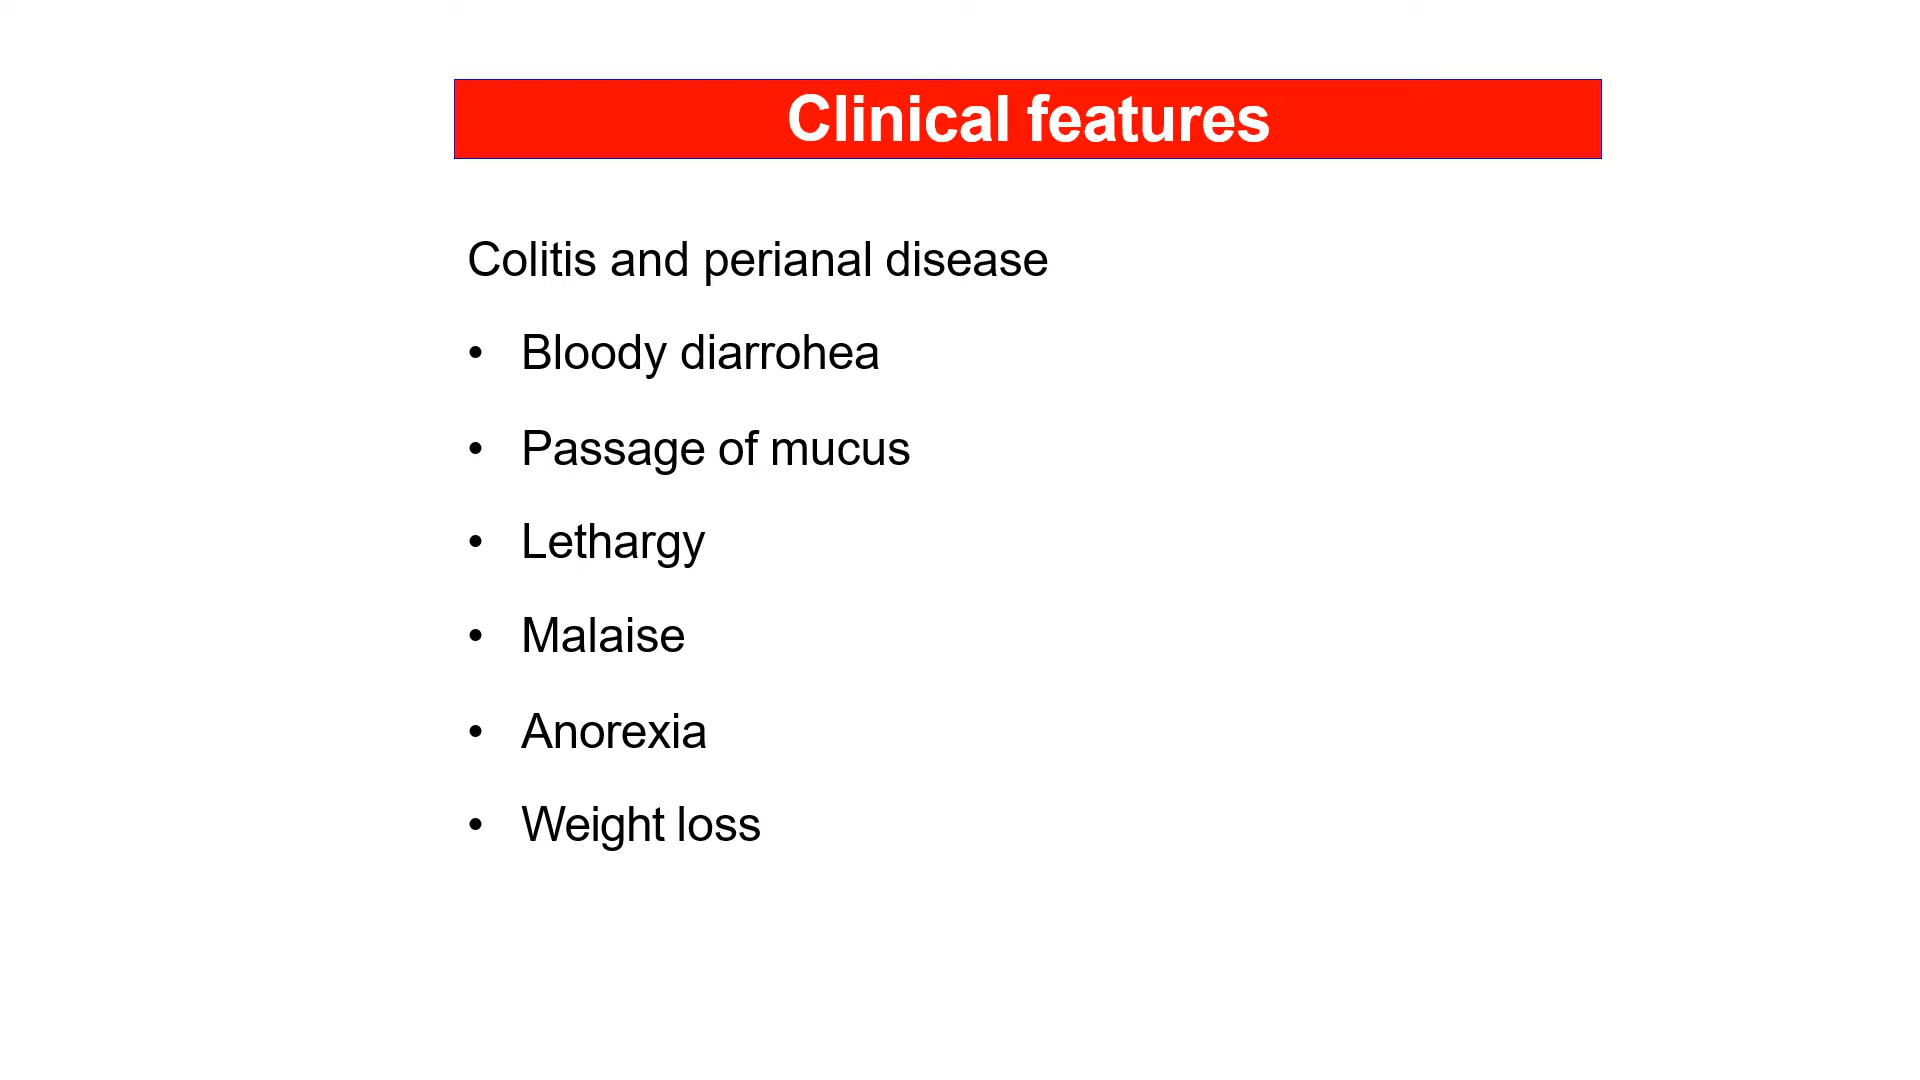 Clinical features
Colitis and perianal disease
• Bloody diarrohea
• Passage of mucus
• Lethargy
• Malaise
• Anorexia
• Weight loss